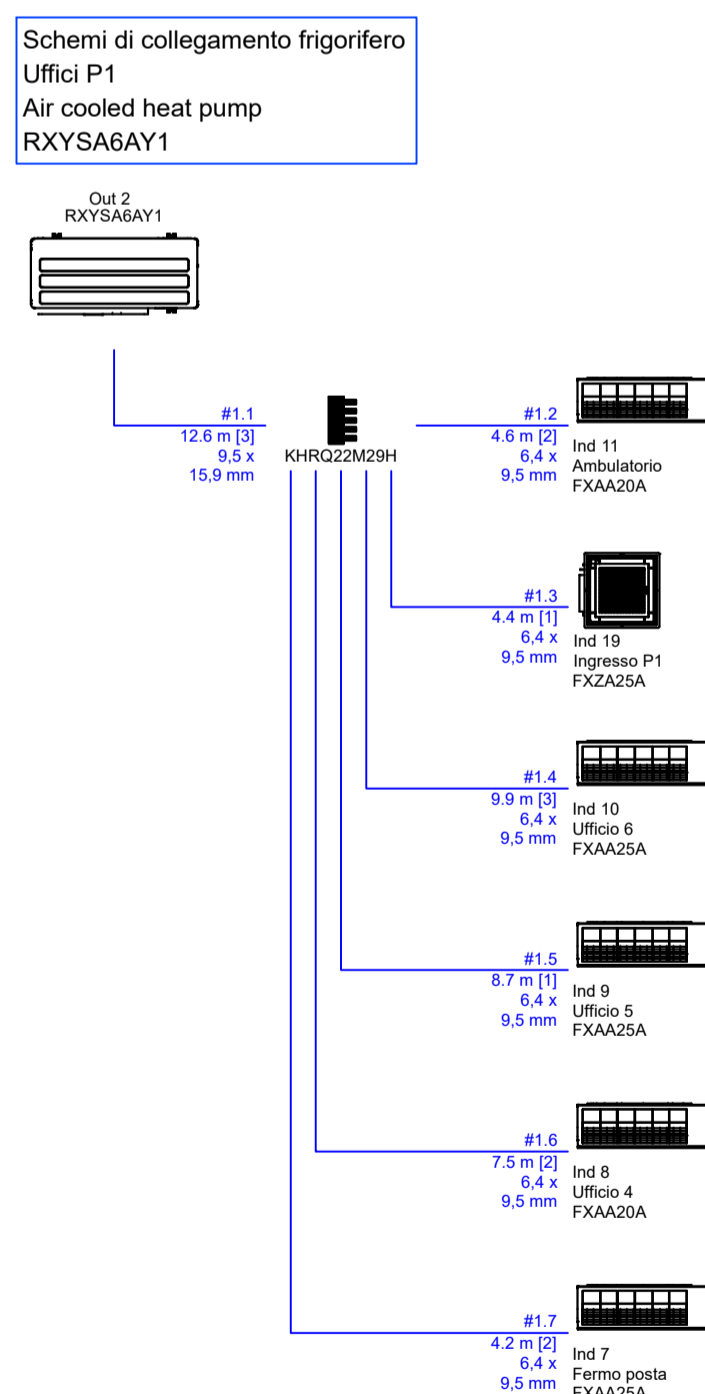 Schemi di collegamento frigorifero
Uffici P1
Air cooled heat pump
RXYSA6AY1
Out 2
RXYSA6AY1
#1.1
12.6 m [3]
9,5 x
15,9 mm
KHRQ22M29H
#1.2
4.6 m [2]
6,4 x
9,5 mm
Ind 11
Ambulatorio
FXAA20A
#1.3
4.4 m [1]
6,4 x
9,5 mm
Ind 19
Ingresso P1
FXZA25A
#1.4
9.9 m [3]
6,4 x
9,5 mm
Ind 10
Ufficio 6
FXAA25A
#1.5
8.7 m [1]
6,4 x
9,5 mm
Ind 9
Ufficio 5
FXAA25A
#1.6
7.5 m [2]
6,4 x
9,5 mm
Ind 8
Ufficio 4
FXAA20A
#1.7
4.2 m [2]
6,4 x
9,5 mm
Ind 7
Fermo posta
FXAA25A